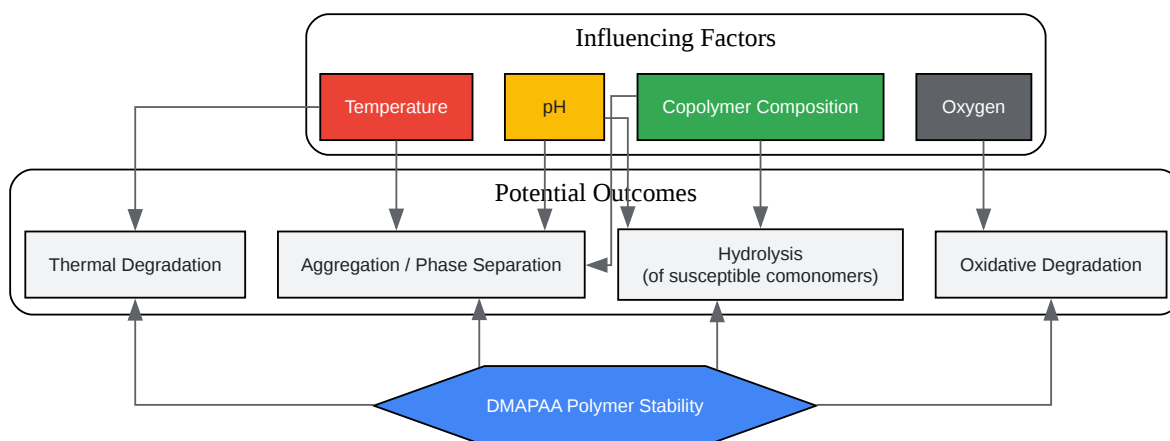 Influencing Factors
Temperature
pH
Copolymer Composition
Oxygen
Potential Outcomes
Thermal Degradation
Aggregation / Phase Separation
Hydrolysis
(of susceptible comonomers)
Oxidative Degradation
DMAPAA Polymer Stability